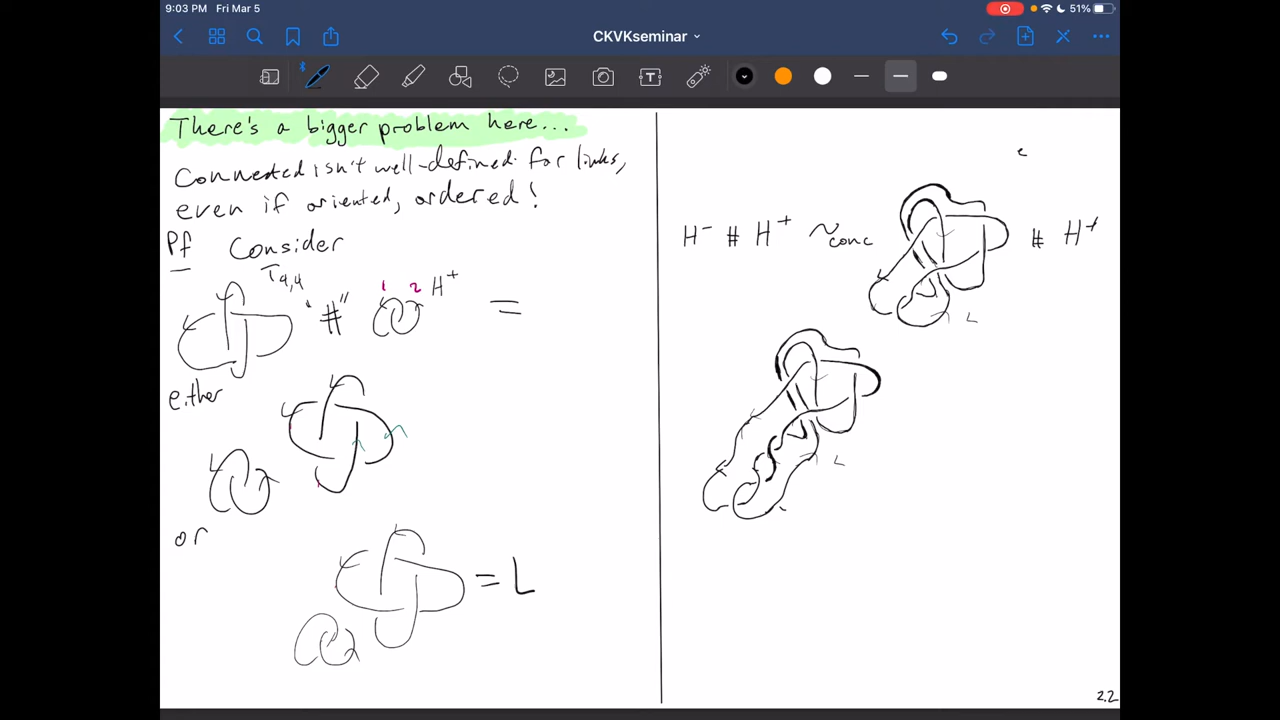 9:03 PM Fri Mar 5
51%
CKVKseminar
There's a bigger problem here...
Connected isn't well-defined for links,
even if oriented, ordered!
Pf Consider
T4,4
"#" 1 2 H+ =
either
or
= L
H- # H+ ~conc # H+
L
L
2.2